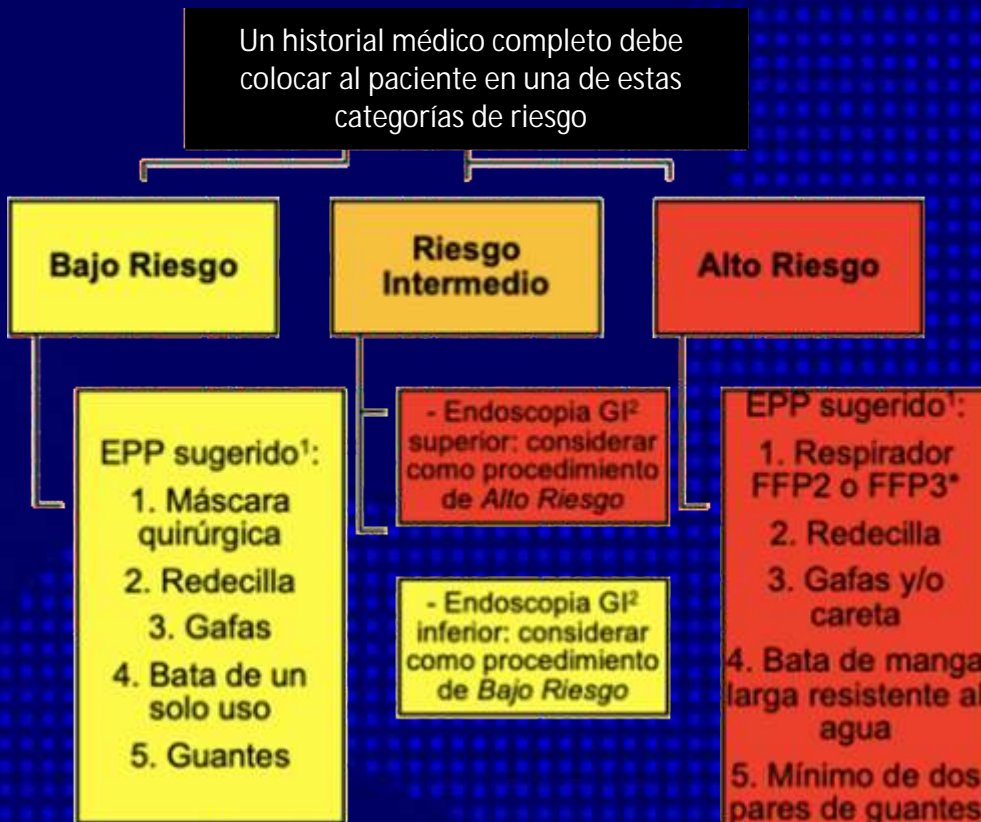 Un historial médico completo debe
colocar al paciente en una de estas
categorías de riesgo
Bajo Riesgo
Riesgo
Intermedio
Alto Riesgo
EPP sugerido¹:
1. Máscara
quirúrgica
2. Redecilla
3. Gafas
4. Bata de un
solo uso
5. Guantes
- Endoscopia GI²
superior: considerar
como procedimiento
de Alto Riesgo
- Endoscopia GI²
inferior: considerar
como procedimiento
de Bajo Riesgo
EPP sugerido¹:
1. Respirador
FFP2 o FFP3*
2. Redecilla
3. Gafas y/o
careta
4. Bata de manga
larga resistente al
agua
5. Mínimo de dos
pares de guantes